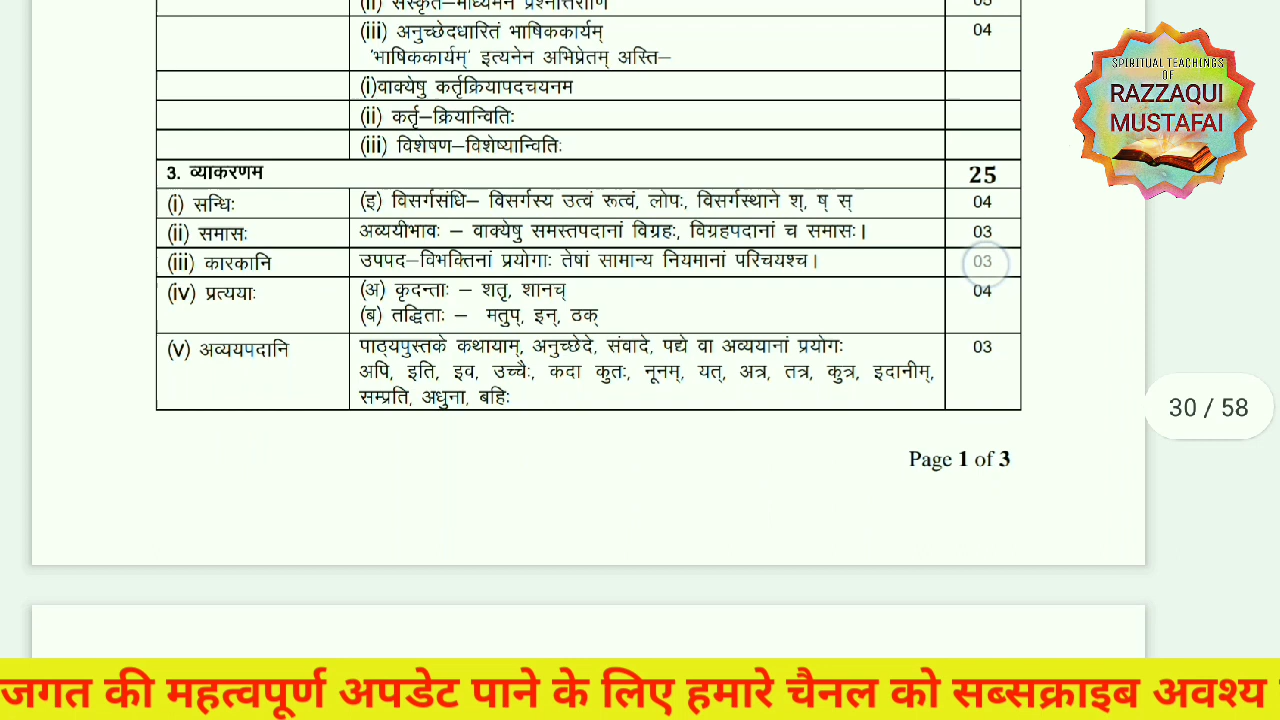 (ii) संस्कृत–माध्यमेन प्रश्नोत्तराणि 03
(iii) अनुच्छेदधारितं भाषिककार्यम् 04
'भाषिककार्यम्' इत्यनेन अभिप्रेतम् अस्ति–
(i)वाक्येषु कर्तृक्रियापदचयनम
(ii) कर्तृ–क्रियान्वितिः
(iii) विशेषण–विशेष्यान्वितिः
3. व्याकरणम 25
(i) सन्धिः (इ) विसर्गसंधि– विसर्गस्य उत्वं रूत्वं, लोपः, विसर्गस्थाने श्, ष् स् 04
(ii) समासः अव्ययीभावः – वाक्येषु समस्तपदानां विग्रहः, विग्रहपदानां च समासः। 03
(iii) कारकानि उपपद–विभक्तिनां प्रयोगाः तेषां सामान्य नियमानां परिचयश्च। 03
(iv) प्रत्ययाः (अ) कृदन्ताः – शतृ, शानच् 04
(ब) तद्धिताः – मतुप्, इन्, ठक्
(v) अव्ययपदानि पाठ्यपुस्तके कथायाम्, अनुच्छेदे, संवादे, पद्ये वा अव्ययानां प्रयोगः 03
अपि, इति, इव, उच्चैः, कदा कुतः, नूनम्, यत्, अत्र, तत्र, कुत्र, इदानीम्,
सम्प्रति, अधुना, बहिः
Page 1 of 3
30 / 58
SPIRITUAL TEACHINGS
OF
RAZZAQUI
MUSTAFAI
जगत की महत्वपूर्ण अपडेट पाने के लिए हमारे चैनल को सब्सक्राइब अवश्य